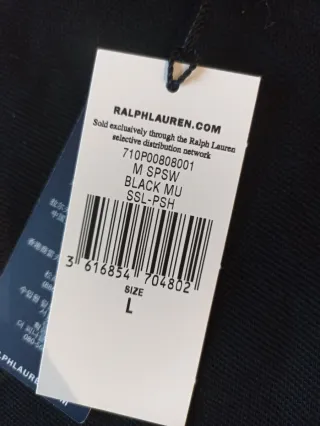 RALPHLAUREN.COM
Sold exclusively through the Ralph Lauren
selective distribution network
710P00808001
M SPSW
BLACK MU
SSL-PSH
3 616854 704802
SIZE
L
RALPHLAUREN